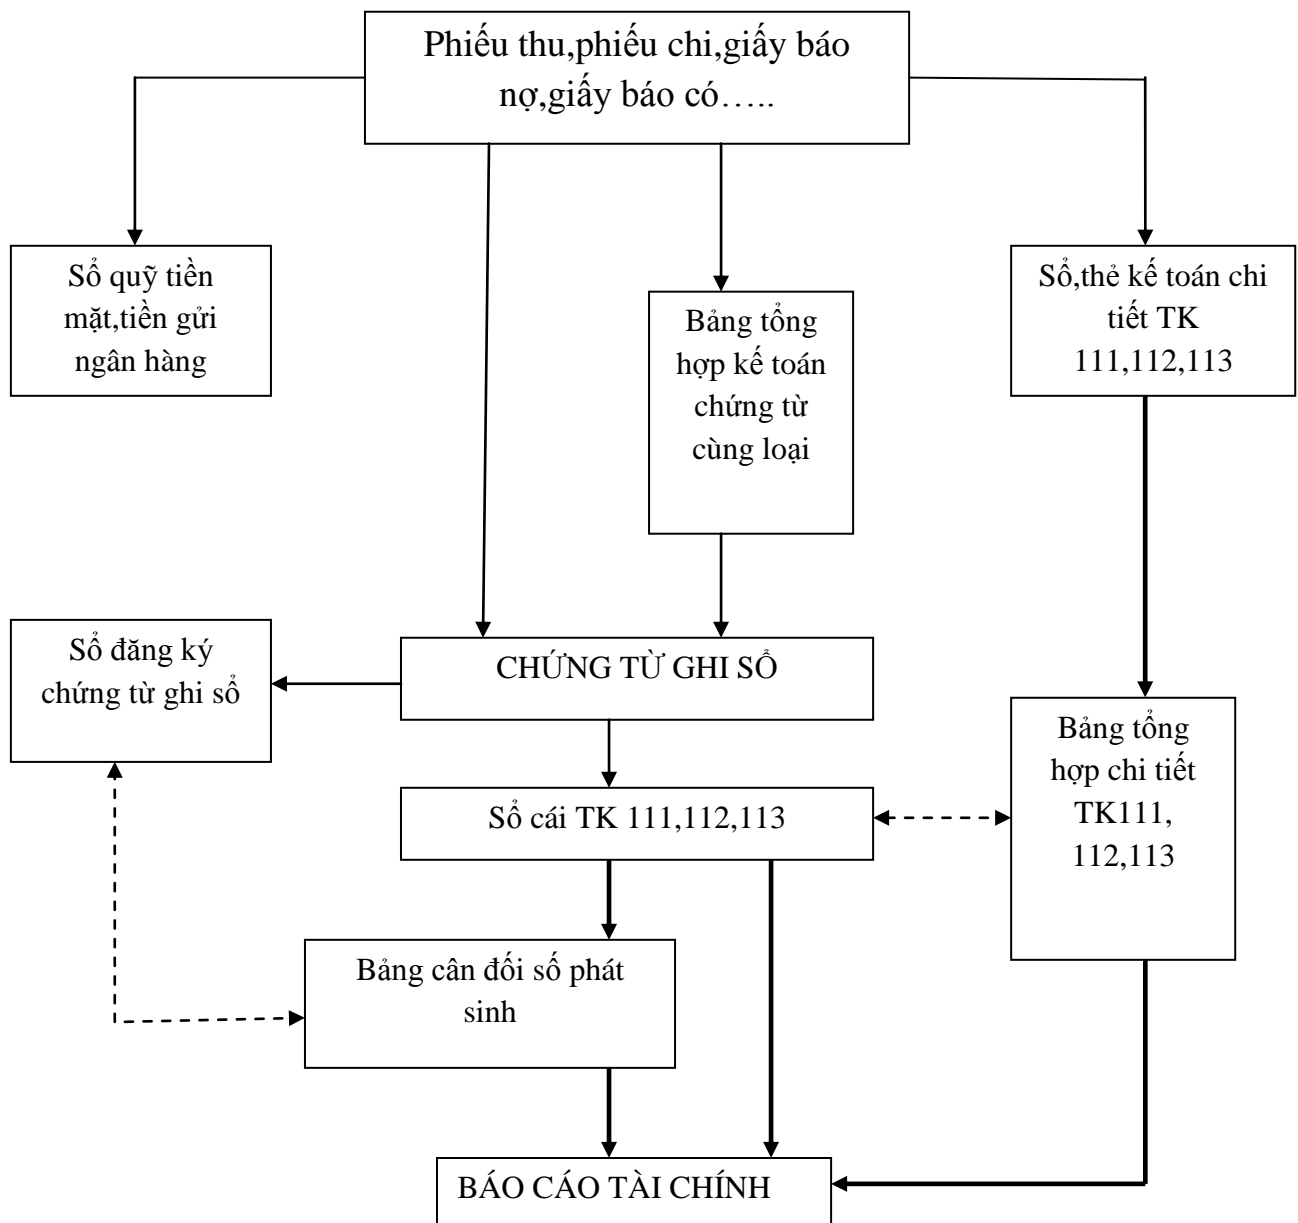 Phiếu thu,phiếu chi,giấy báo
nợ,giấy báo có…..
Sổ quỹ tiền
mặt,tiền gửi
ngân hàng
Bảng tổng
hợp kế toán
chứng từ
cùng loại
Sổ,thẻ kế toán chi
tiết TK
111,112,113
Sổ đăng ký
chứng từ ghi sổ
CHỨNG TỪ GHI SỔ
Bảng tổng
hợp chi tiết
TK111,
112,113
Sổ cái TK 111,112,113
Bảng cân đối số phát
sinh
BÁO CÁO TÀI CHÍNH